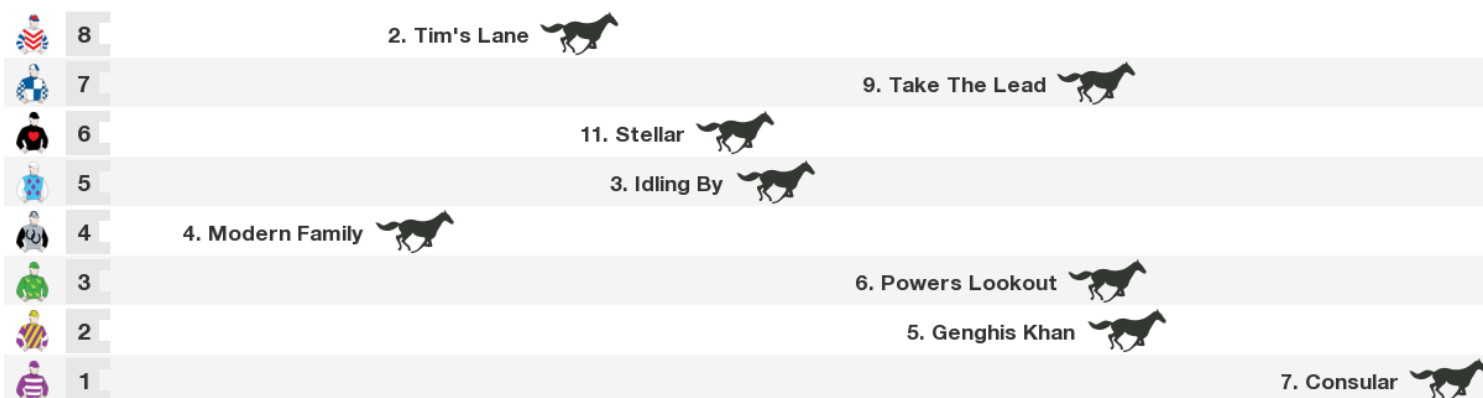 8 2. Tim's Lane
7 9. Take The Lead
6 11. Stellar
5 3. Idling By
4 4. Modern Family
3 6. Powers Lookout
2 5. Genghis Khan
1 7. Consular